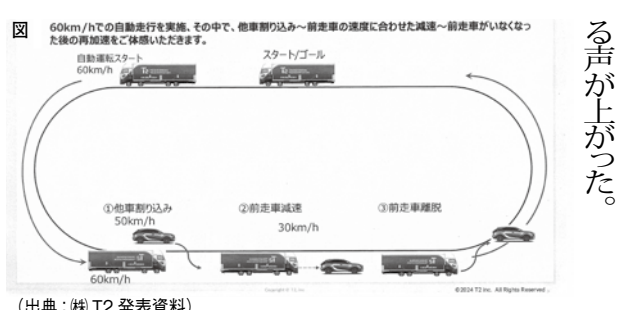 る声が上がった。
図
60km/hでの自動走行を実施、その中で、他車割り込み～前走車の速度に合わせた減速～前走車がいなくなっ
た後の再加速をご体感いただきます。
自動運転スタート
60km/h
スタート/ゴール
①他車割り込み
50km/h
②前走車減速
30km/h
③前走車離脱
60km/h
©2024 T2 Inc. All Rights Reserved.
(出典：㈱ T2 発表資料)